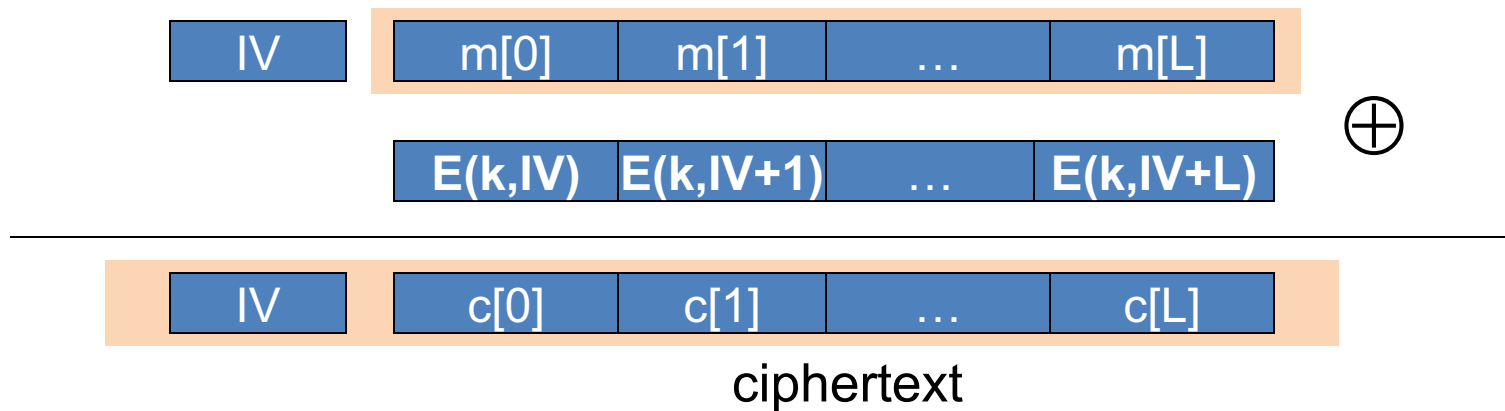 IV m[0] m[1] ... m[L]
⊕
E(k,IV) E(k,IV+1) ... E(k,IV+L)
IV c[0] c[1] ... c[L]
ciphertext